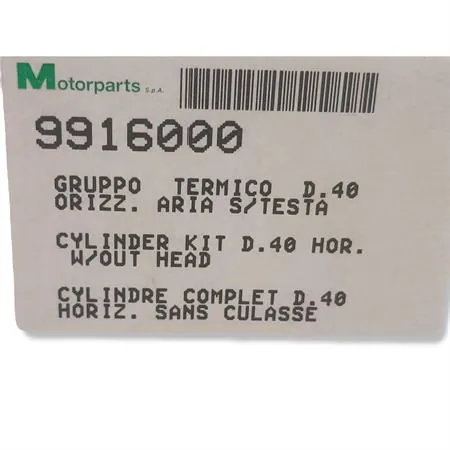 Motorparts S.p.A.
9916000
GRUPPO TERMICO D.40
ORIZZ. ARIA S/TESTA
CYLINDER KIT D.40 HOR.
W/OUT HEAD
CYLINDRE COMPLET D.40
HORIZ. SANS CULASSE